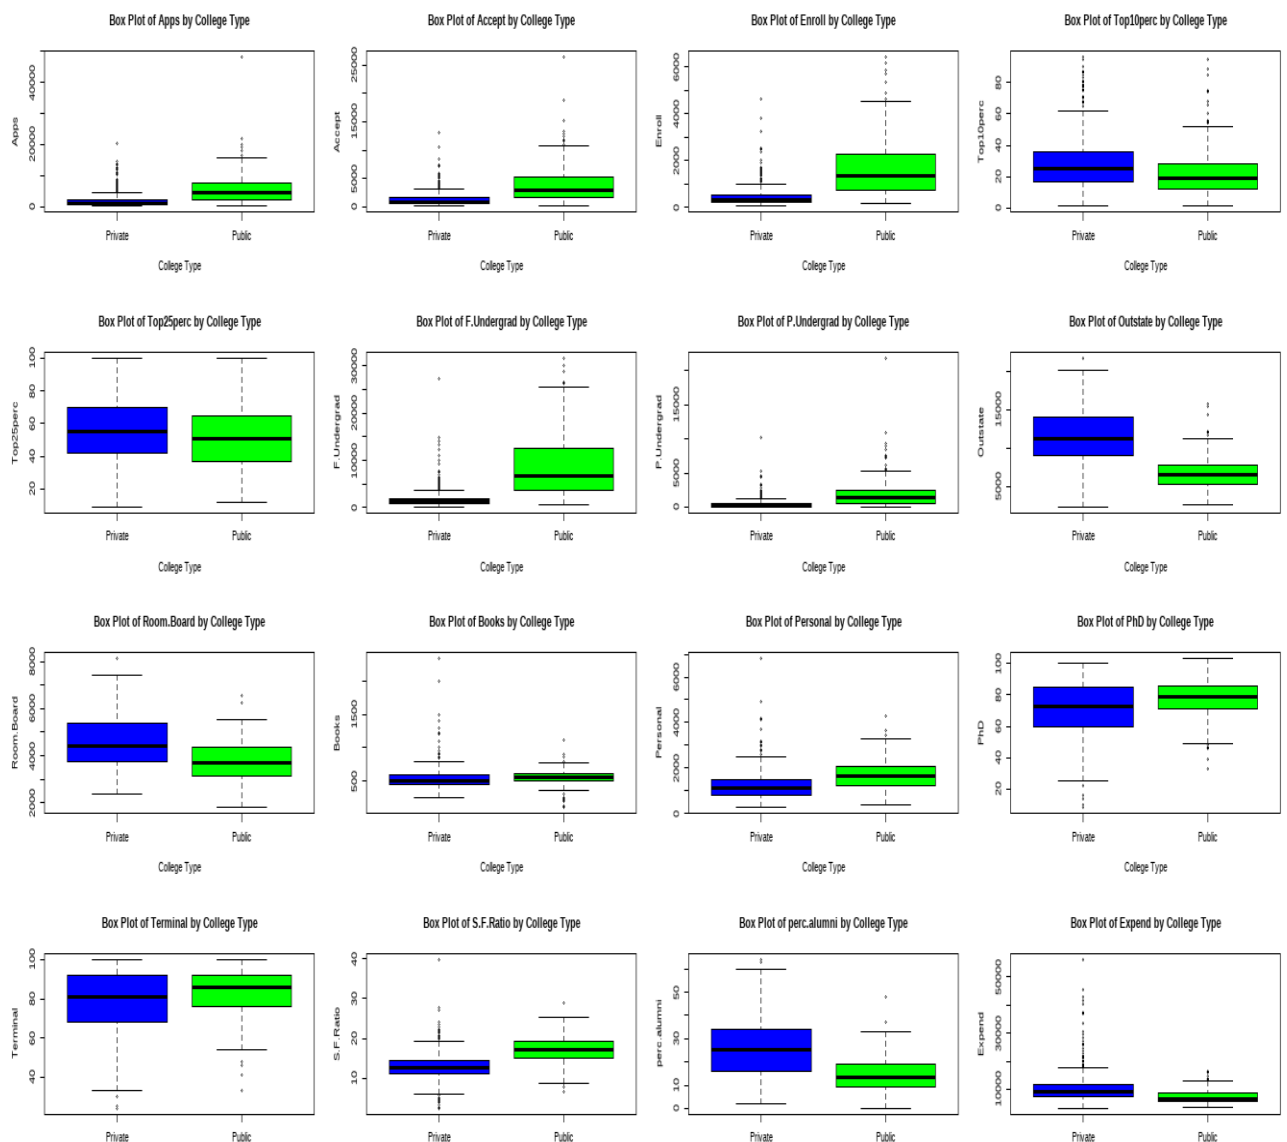 Box Plot of Apps by College Type
Box Plot of Accept by College Type
Box Plot of Enroll by College Type
Box Plot of Top10perc by College Type
Apps
0
20000
40000
Private
Public
College Type
Accept
0
5000
15000
25000
Private
Public
College Type
Enroll
0
2000
4000
6000
Private
Public
College Type
Top10perc
0
20
40
60
80
Private
Public
College Type
Box Plot of Top25perc by College Type
Box Plot of F.Undergrad by College Type
Box Plot of P.Undergrad by College Type
Box Plot of Outstate by College Type
Top25perc
20
40
60
80
100
Private
Public
College Type
F.Undergrad
0
10000
20000
30000
Private
Public
College Type
P.Undergrad
0
5000
15000
Private
Public
College Type
Outstate
5000
15000
Private
Public
College Type
Box Plot of Room.Board by College Type
Box Plot of Books by College Type
Box Plot of Personal by College Type
Box Plot of PhD by College Type
Room.Board
2000
4000
6000
8000
Private
Public
College Type
Books
500
1500
Private
Public
College Type
Personal
0
2000
4000
6000
Private
Public
College Type
PhD
20
40
60
80
100
Private
Public
College Type
Box Plot of Terminal by College Type
Box Plot of S.F.Ratio by College Type
Box Plot of perc.alumni by College Type
Box Plot of Expend by College Type
Terminal
40
60
80
100
Private
Public
S.F.Ratio
10
20
30
40
Private
Public
perc.alumni
0
10
30
50
Private
Public
Expend
10000
30000
50000
Private
Public